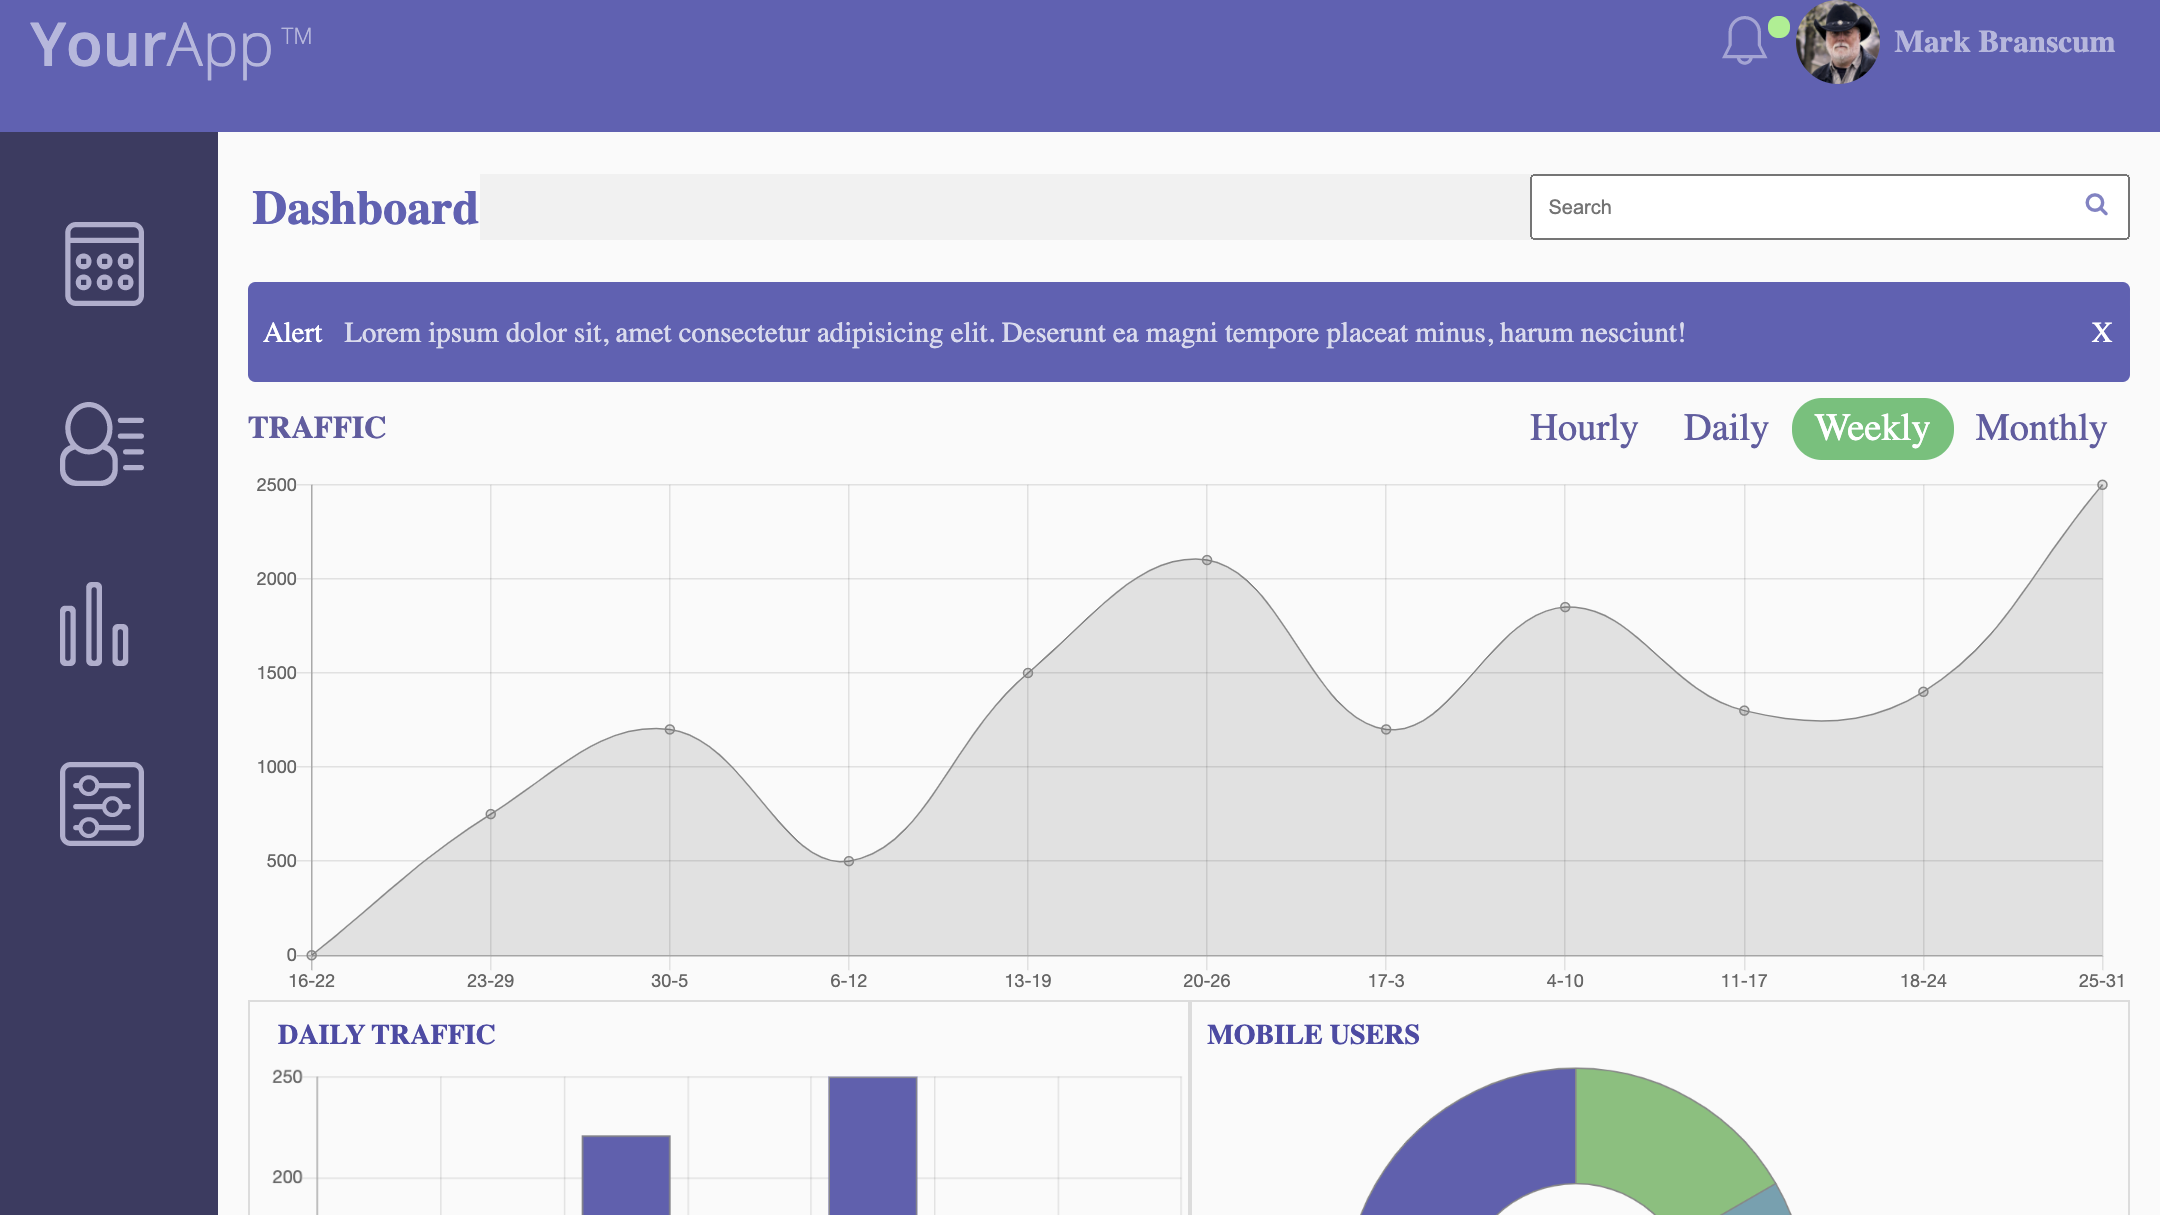 YourApp™
Mark Branscum
Dashboard
Search
Alert Lorem ipsum dolor sit, amet consectetur adipisicing elit. Deserunt ea magni tempore placeat minus, harum nesciunt! X
TRAFFIC
Hourly Daily Weekly Monthly
2500
2000
1500
1000
500
0
16-22 23-29 30-5 6-12 13-19 20-26 17-3 4-10 11-17 18-24 25-31
DAILY TRAFFIC
250
200
MOBILE USERS